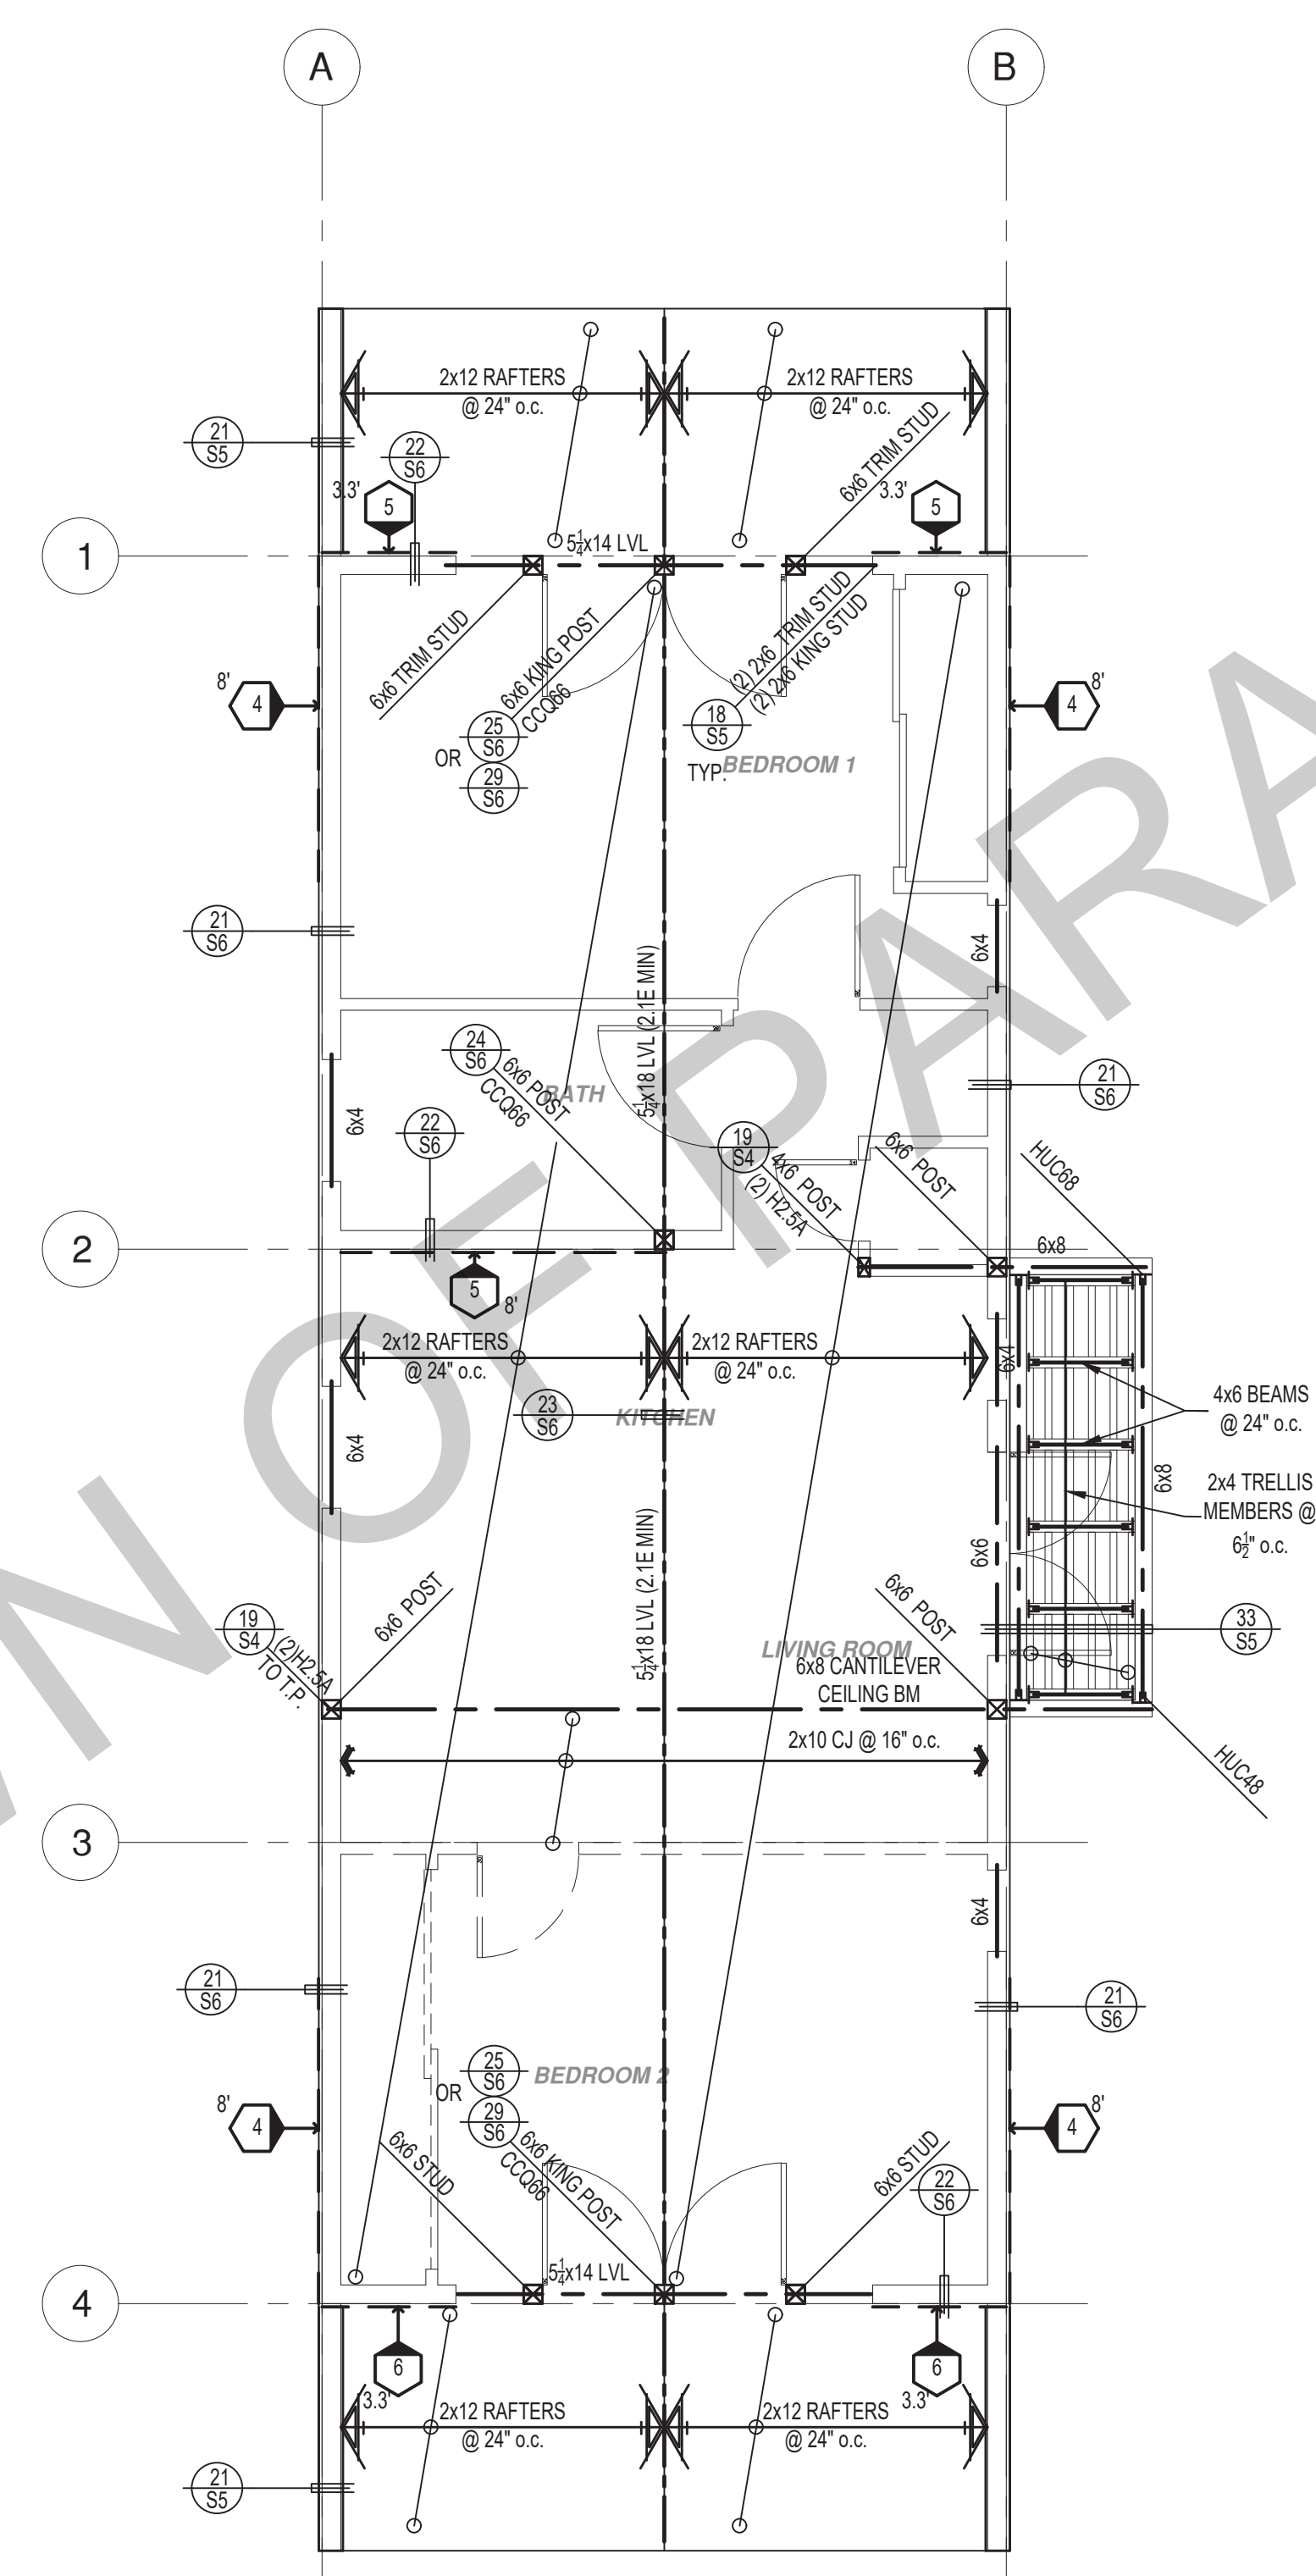 A
B
2x12 RAFTERS
@ 24" o.c.
2x12 RAFTERS
@ 24" o.c.
6x6 TRIM STUD
21
S5
22
S6
3.3'
5
3.3'
5
1
5¼x14 LVL
6x6 TRIM STUD
6x6 KING POST
CCQ66
(2) 2x6 TRIM STUD
(2) 2x6 KING STUD
8'
4
8'
4
25
S6
OR
29
S6
18
S5
TYP.
BEDROOM 1
21
S6
6x4
5¼x18 LVL (2.1E MIN)
24
S6
6x6 POST
CCQ66
BATH
21
S6
6x4
22
S6
19
S4
4x6 POST
(2) H2.5A
6x6 POST
HUC68
2
6x8
5
8'
2x12 RAFTERS
@ 24" o.c.
2x12 RAFTERS
@ 24" o.c.
6x4
4x6 BEAMS
@ 24" o.c.
23
S6
KITCHEN
6x4
6x8
2x4 TRELLIS
MEMBERS @
6½" o.c.
6x6
5¼x18 LVL (2.1E MIN)
6x6 POST
6x6 POST
19
S4
(2)H2.5A
TO T.P.
33
S5
LIVING ROOM
6x8 CANTILEVER
CEILING BM
2x10 CJ @ 16" o.c.
HUC48
3
6x4
21
S6
21
S6
25
S6
OR
29
S6
BEDROOM 2
8'
4
8'
4
6x6 STUD
6x6 KING POST
CCQ66
6x6 STUD
22
S6
5¼x14 LVL
4
6
3.3'
6
3.3'
2x12 RAFTERS
@ 24" o.c.
2x12 RAFTERS
@ 24" o.c.
21
S5
N OF PARA